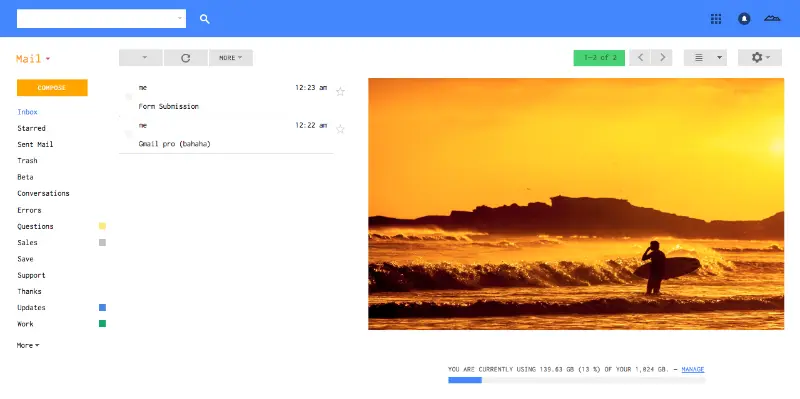 Mail
MORE
1–2 of 2
COMPOSE
me 12:23 am
Form Submission
me 12:22 am
Gmail pro (bahaha)
Inbox
Starred
Sent Mail
Trash
Beta
Conversations
Errors
Questions
Sales
Save
Support
Thanks
Updates
Work
More
YOU ARE CURRENTLY USING 139.63 GB (13 %) OF YOUR 1,024 GB. – MANAGE